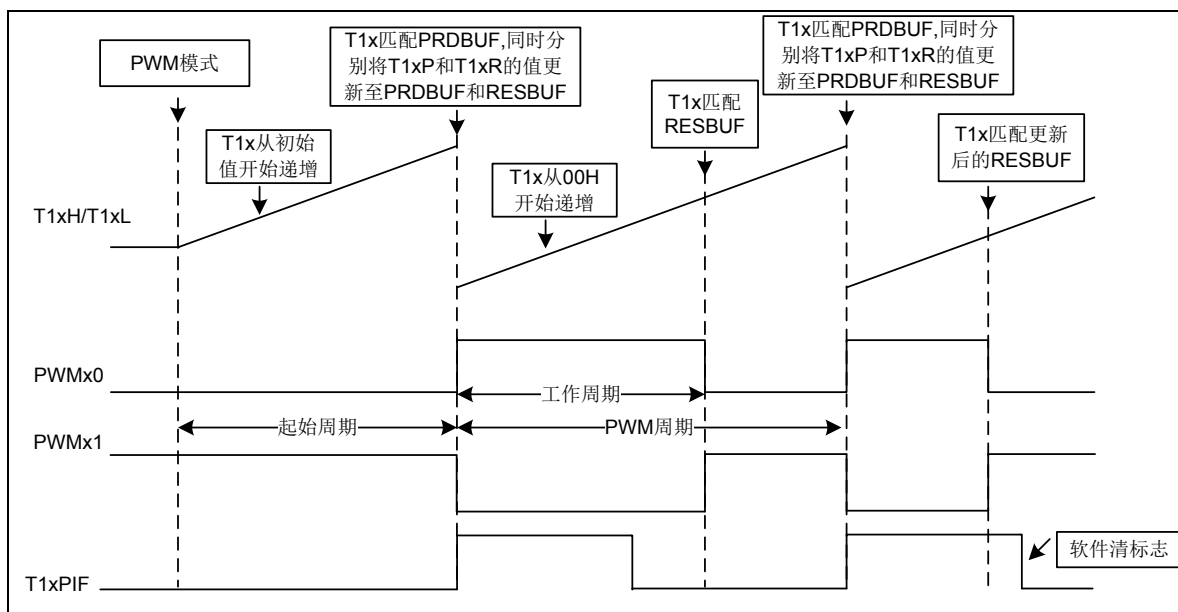 PWM模式
T1x匹配PRDBUF,同时分
别将T1xP和T1xR的值更
新至PRDBUF和RESBUF
T1x匹配PRDBUF,同时分
别将T1xP和T1xR的值更
新至PRDBUF和RESBUF
T1x匹配
RESBUF
T1x从初始
值开始递增
T1x匹配更新
后的RESBUF
T1x从00H
开始递增
T1xH/T1xL
PWMx0
工作周期
起始周期
PWM周期
PWMx1
软件清标志
T1xPIF